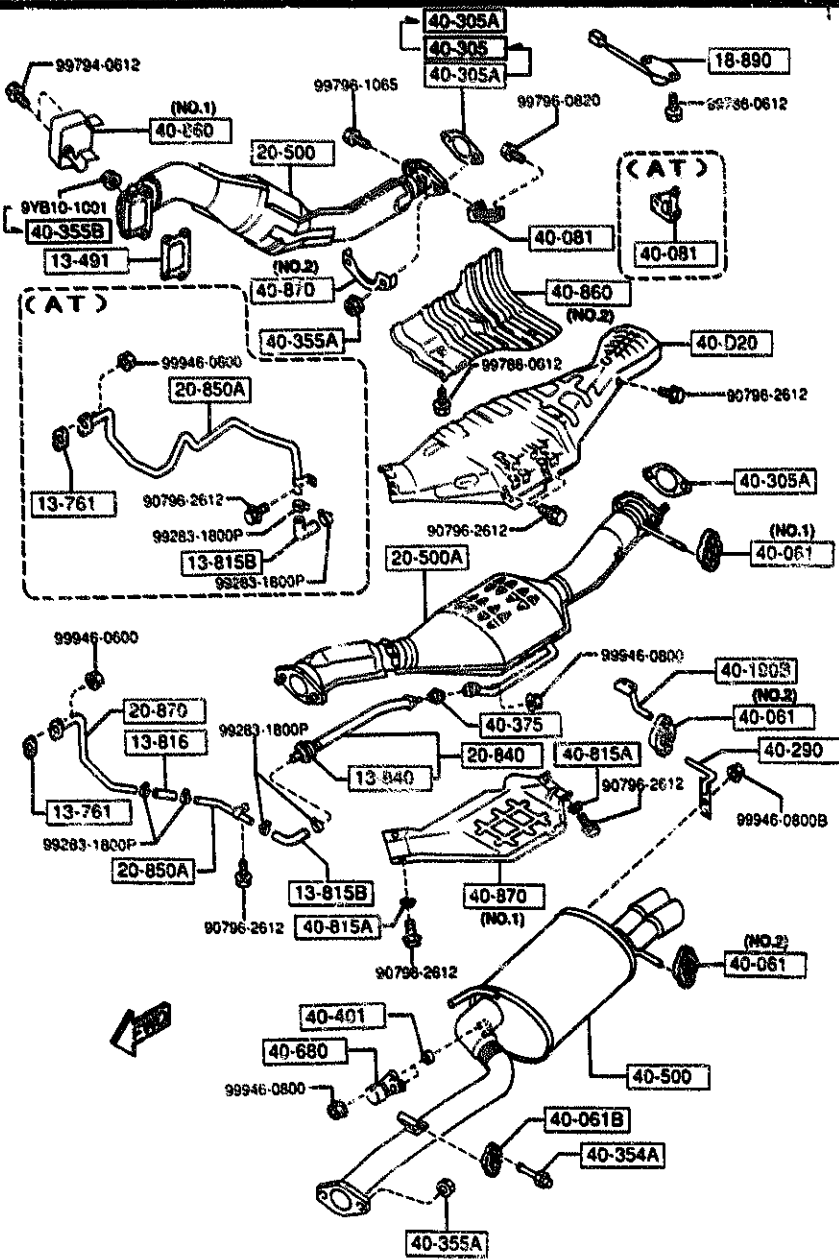 40-305A
40-305
40-305A
18-890
99794-0612
99796-1065
99796-0820
99786-0612
(NO.1)
40-860
20-500
(AT)
9YB10-1001
40-355B
13-491
40-081
40-081
(NO.2)
40-870
40-860
(NO.2)
(AT)
40-355A
40-D20
99946-0600
99786-0612
20-850A
90796-2612
13-761
40-305A
90796-2612
99283-1800P
90796-2612
(NO.1)
13-815B
20-500A
40-061
99283-1800P
99946-0600
99946-0800
40-190B
20-870
(NO.2)
99283-1800P
40-375
40-061
13-816
20-840
40-815A
40-290
13-840
90796-2612
13-761
99946-0800B
99283-1800P
20-850A
13-815B
40-870
(NO.1)
90796-2612
40-815A
(NO.2)
90796-2612
40-061
FWD
40-401
40-680
40-500
99946-0800
40-061B
40-354A
40-355A